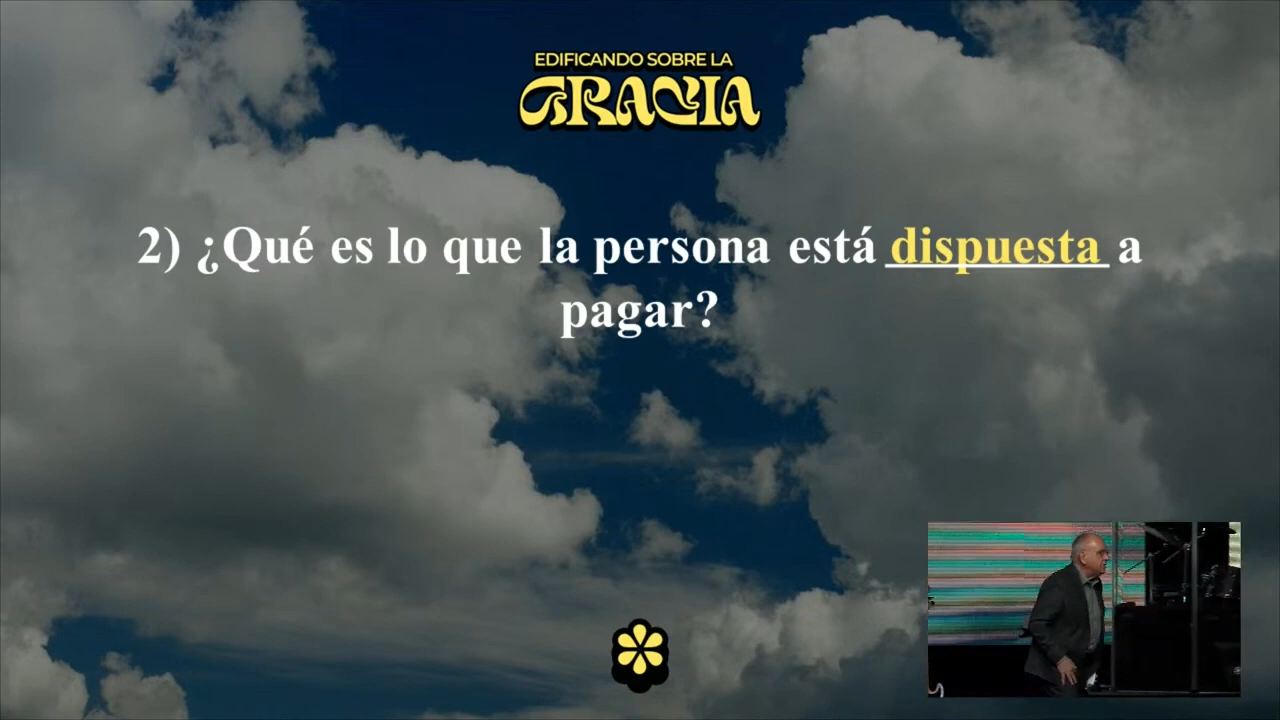 EDIFICANDO SOBRE LA
GRACIA
2) ¿Qué es lo que la persona está dispuesta a
pagar?